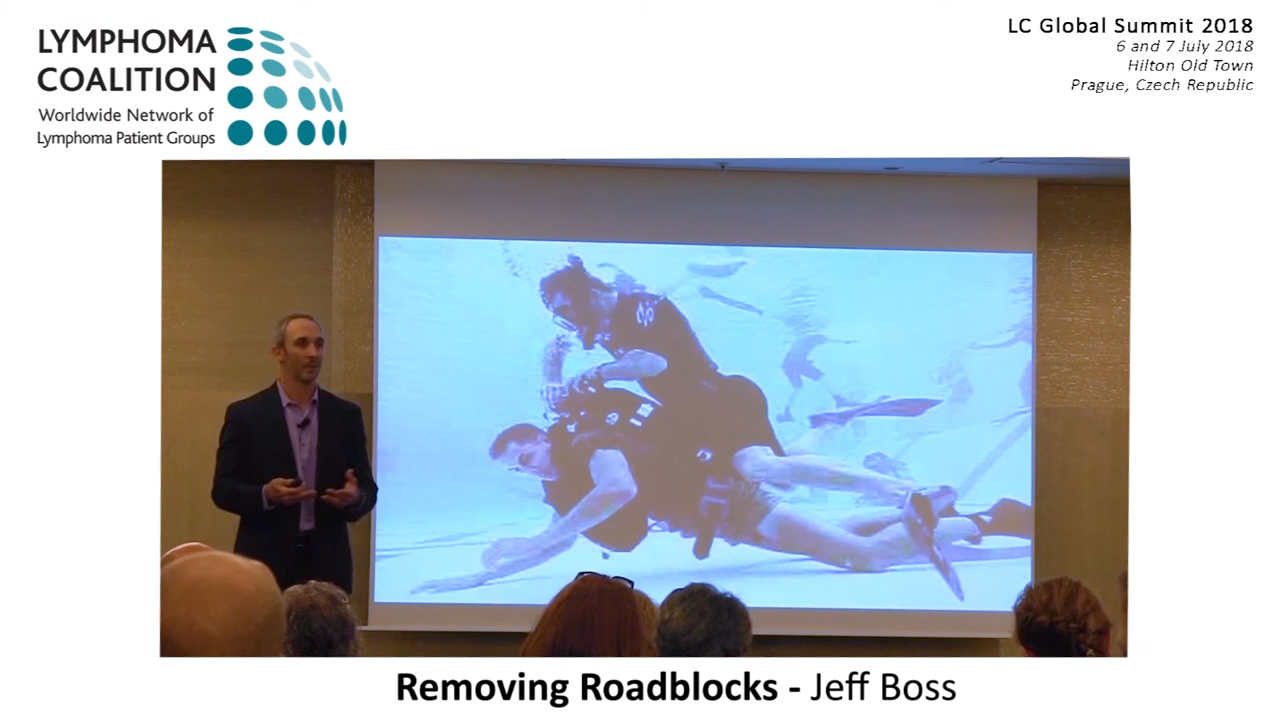 LYMPHOMA
COALITION
Worldwide Network of
Lymphoma Patient Groups
LC Global Summit 2018
6 and 7 July 2018
Hilton Old Town
Prague, Czech Republic
Removing Roadblocks - Jeff Boss